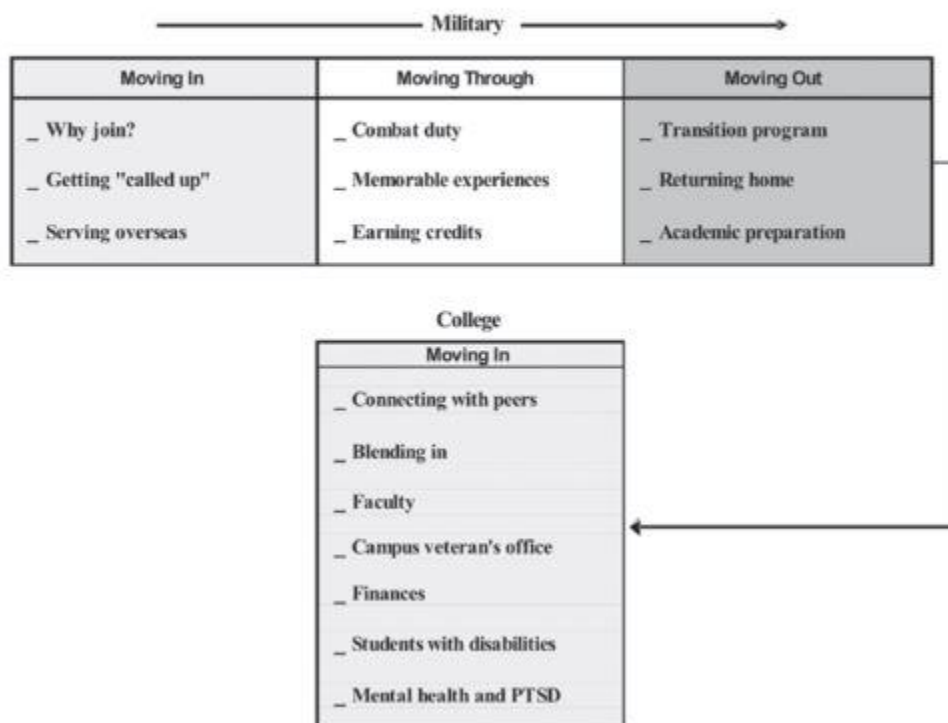 Military
Moving In
Moving Through
Moving Out
_ Why join?
_ Combat duty
_ Transition program
_ Getting "called up"
_ Memorable experiences
_ Returning home
_ Serving overseas
_ Earning credits
_ Academic preparation
College
Moving In
_ Connecting with peers
_ Blending in
_ Faculty
_ Campus veteran's office
_ Finances
_ Students with disabilities
_ Mental health and PTSD